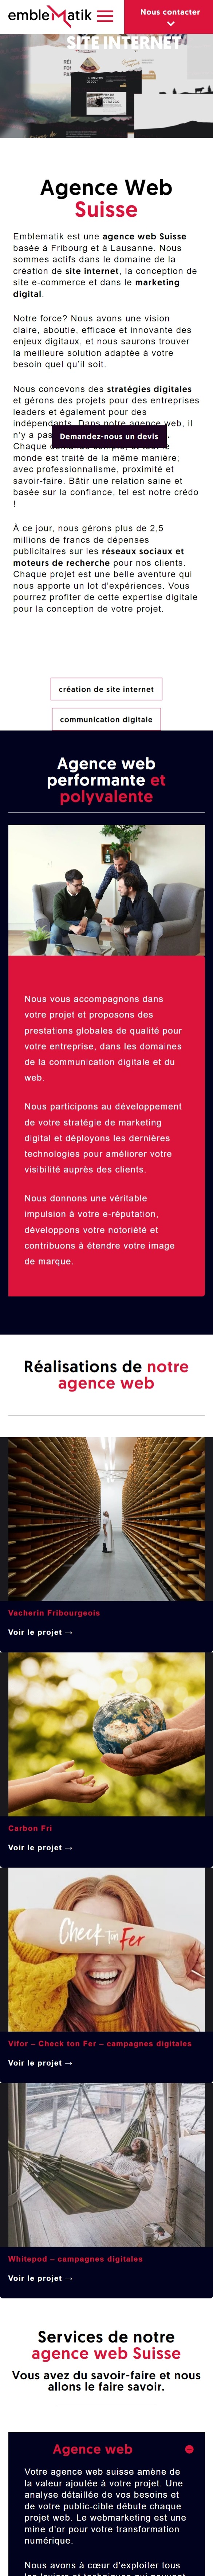 embleMatik
Nous contacter
SITE INTERNET
Agence Web
Suisse
Emblematik est une agence web Suisse
basée à Fribourg et à Lausanne. Nous
sommes actifs dans le domaine de la
création de site internet, la conception de
site e-commerce et dans le marketing
digital.
Notre force? Nous avons une vision
claire, aboutie, efficace et innovante des
enjeux digitaux, et nous saurons trouver
la meilleure solution adaptée à votre
besoin quel qu'il soit.
Nous concevons des stratégies digitales
et gérons des projets pour des entreprises
leaders et également pour des
indépendants. Dans notre agence web, il
n'y a pas
Demandez-nous un devis
Chaque
monde est traité de la même manière;
avec professionnalisme, proximité et
savoir-faire. Bâtir une relation saine et
basée sur la confiance, tel est notre crédo
!
À ce jour, nous gérons plus de 2,5
millions de francs de dépenses
publicitaires sur les réseaux sociaux et
moteurs de recherche pour nos clients.
Chaque projet est une belle aventure qui
nous apporte un lot d'expériences. Vous
pourrez profiter de cette expertise digitale
pour la conception de votre projet.
création de site internet
communication digitale
Agence web
performante et
polyvalente
Nous vous accompagnons dans
votre projet et proposons des
prestations globales de qualité pour
votre entreprise, dans les domaines
de la communication digitale et du
web.
Nous participons au développement
de votre stratégie de marketing
digital et déployons les dernières
technologies pour améliorer votre
visibilité auprès des clients.
Nous donnons une véritable
impulsion à votre e-réputation,
développons votre notoriété et
contribuons à étendre votre image
de marque.
Réalisations de notre
agence web
Vacherin Fribourgeois
Voir le projet →
Carbon Fri
Voir le projet →
Check ton Fer
Vifor – Check ton Fer – campagnes digitales
Voir le projet →
Whitepod – campagnes digitales
Voir le projet →
Services de notre
agence web Suisse
Vous avez du savoir-faire et nous
allons le faire savoir.
Agence web
Votre agence web suisse amène de
la valeur ajoutée à votre projet. Une
analyse détaillée de vos besoins et
de votre public-cible débute chaque
projet web. Le webmarketing est une
mine d'or pour votre transformation
numérique.
Nous avons à cœur d'exploiter tous